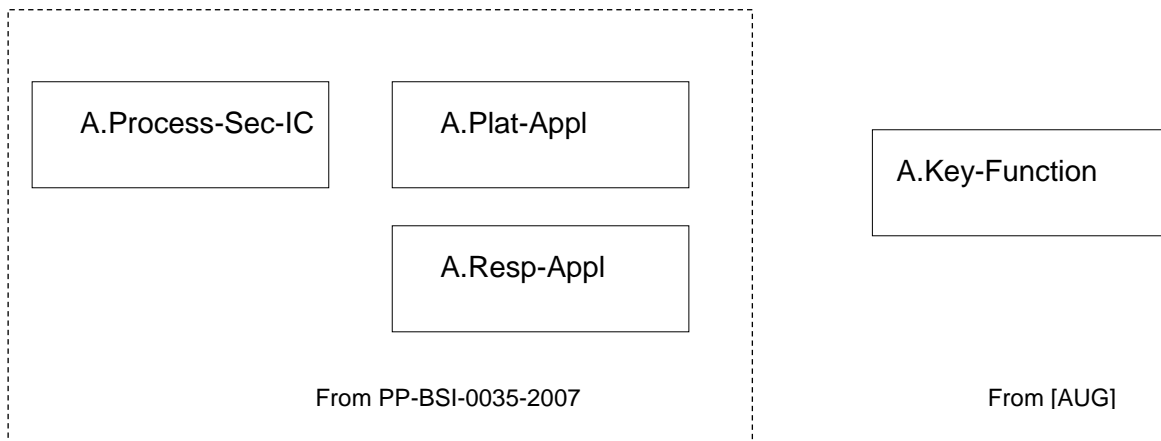 A.Process-Sec-IC
A.Plat-Appl
A.Key-Function
A.Resp-Appl
From PP-BSI-0035-2007
From [AUG]